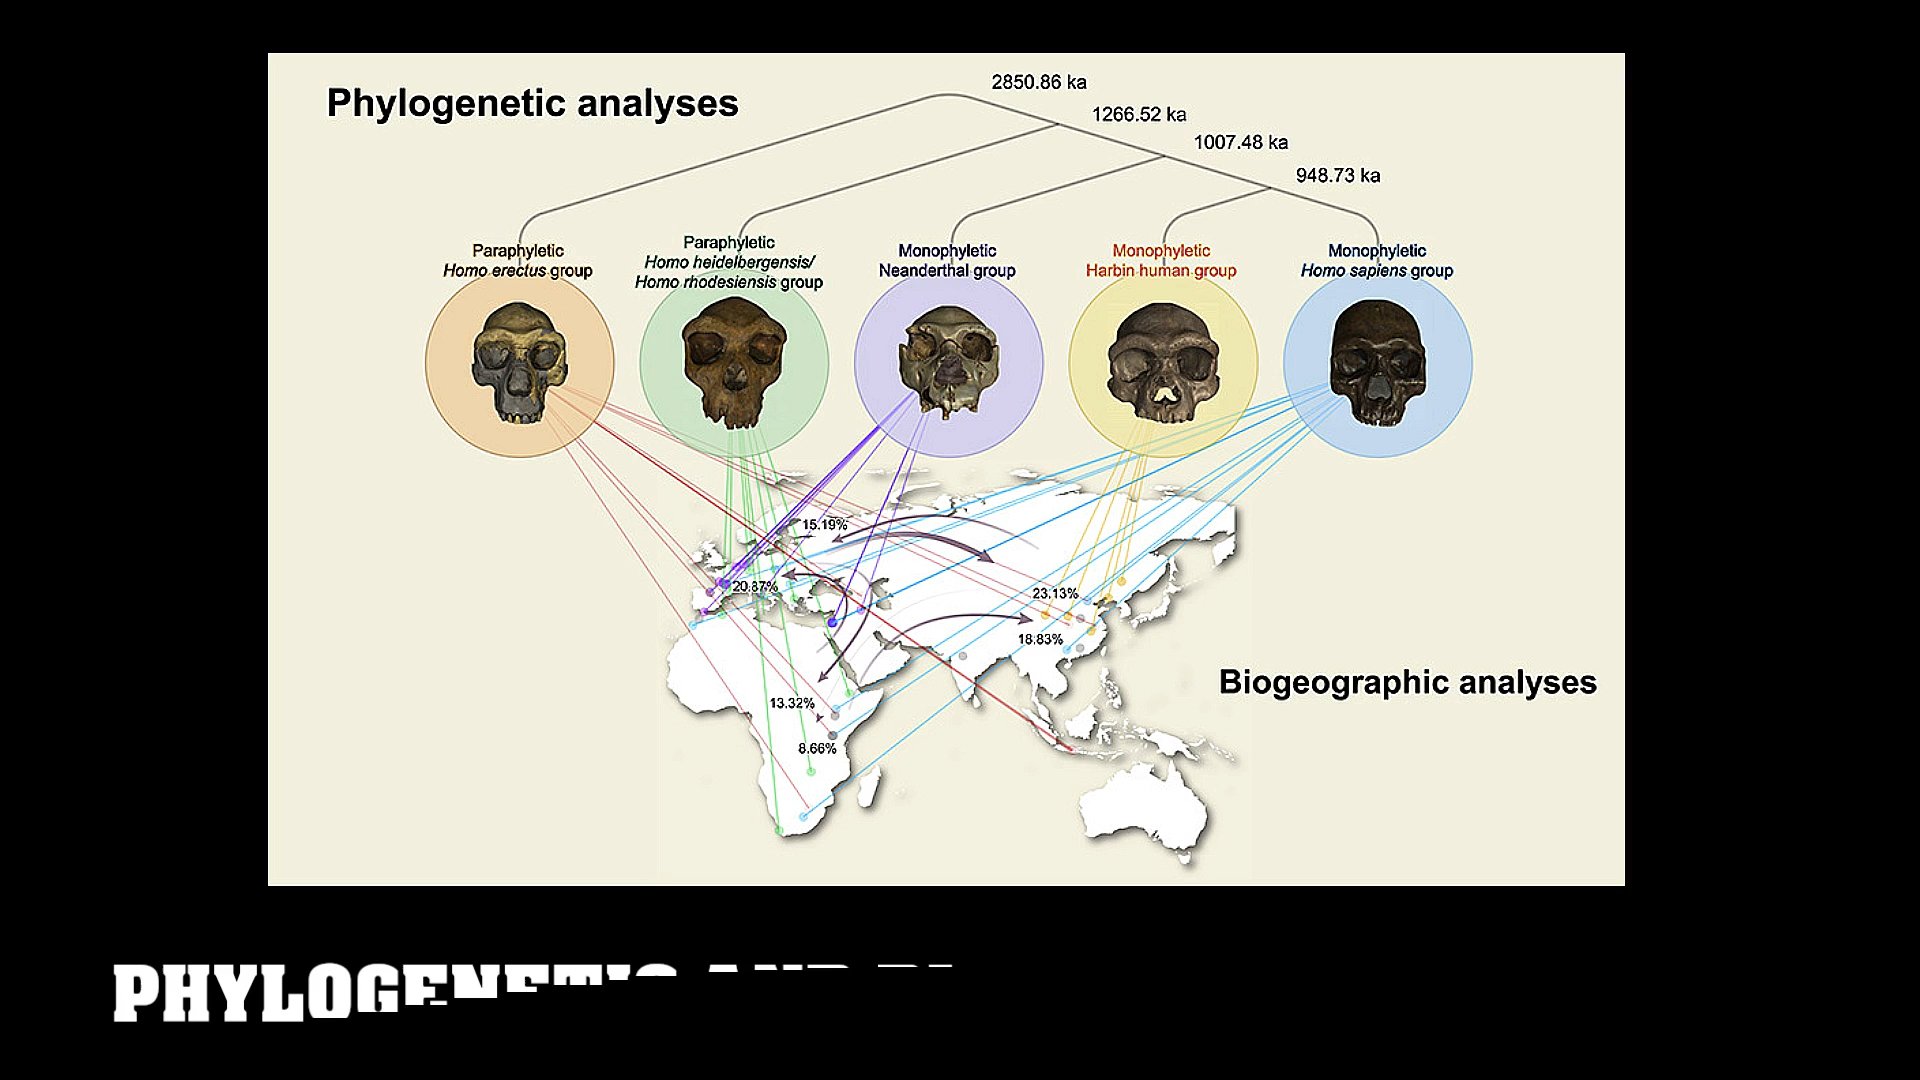 Phylogenetic analyses
2850.86 ka
1266.52 ka
1007.48 ka
948.73 ka
Paraphyletic
Homo erectus group
Paraphyletic
Homo heidelbergensis/
Homo rhodesiensis group
Monophyletic
Neanderthal group
Monophyletic
Harbin human group
Monophyletic
Homo sapiens group
15.19%
20.87%
23.13%
18.83%
13.32%
8.66%
Biogeographic analyses
PHYLOGENETIC AND